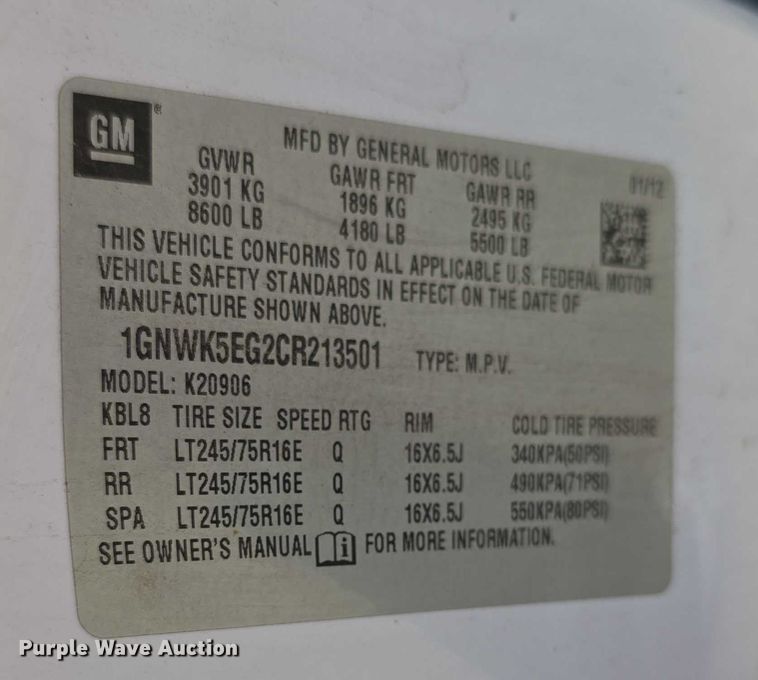 GM®
MFD BY GENERAL MOTORS LLC
01/12
GVWR GAWR FRT GAWR RR
3901 KG 1896 KG 2495 KG
8600 LB 4180 LB 5500 LB
THIS VEHICLE CONFORMS TO ALL APPLICABLE U.S. FEDERAL MOTOR
VEHICLE SAFETY STANDARDS IN EFFECT ON THE DATE OF
MANUFACTURE SHOWN ABOVE.
1GNWK5EG2CR213501 TYPE: M.P.V.
MODEL: K20906
KBL8 TIRE SIZE SPEED RTG RIM COLD TIRE PRESSURE
FRT LT245/75R16E Q 16X6.5J 340KPA(50PSI)
RR LT245/75R16E Q 16X6.5J 490KPA(71PSI)
SPA LT245/75R16E Q 16X6.5J 550KPA(80PSI)
SEE OWNER'S MANUAL i FOR MORE INFORMATION.
Purple Wave Auction